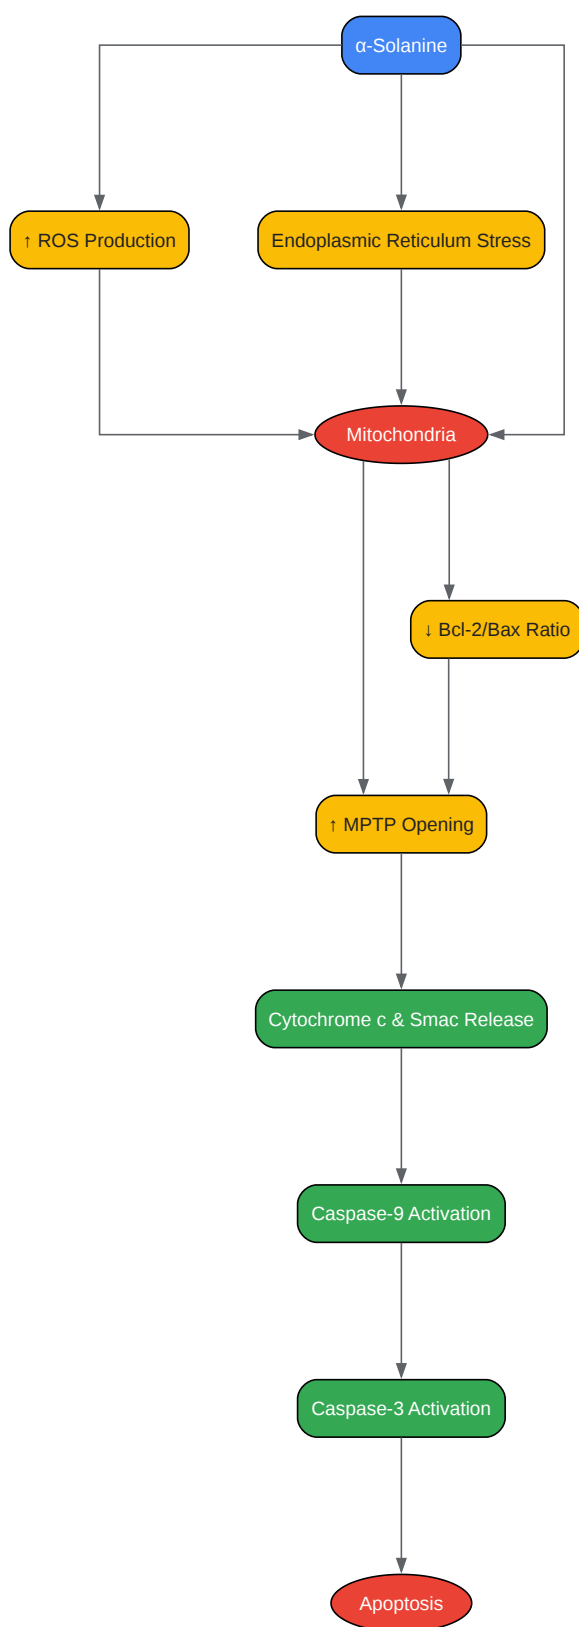 α-Solanine
↑ ROS Production
Endoplasmic Reticulum Stress
Mitochondria
↓ Bcl-2/Bax Ratio
↑ MPTP Opening
Cytochrome c & Smac Release
Caspase-9 Activation
Caspase-3 Activation
Apoptosis